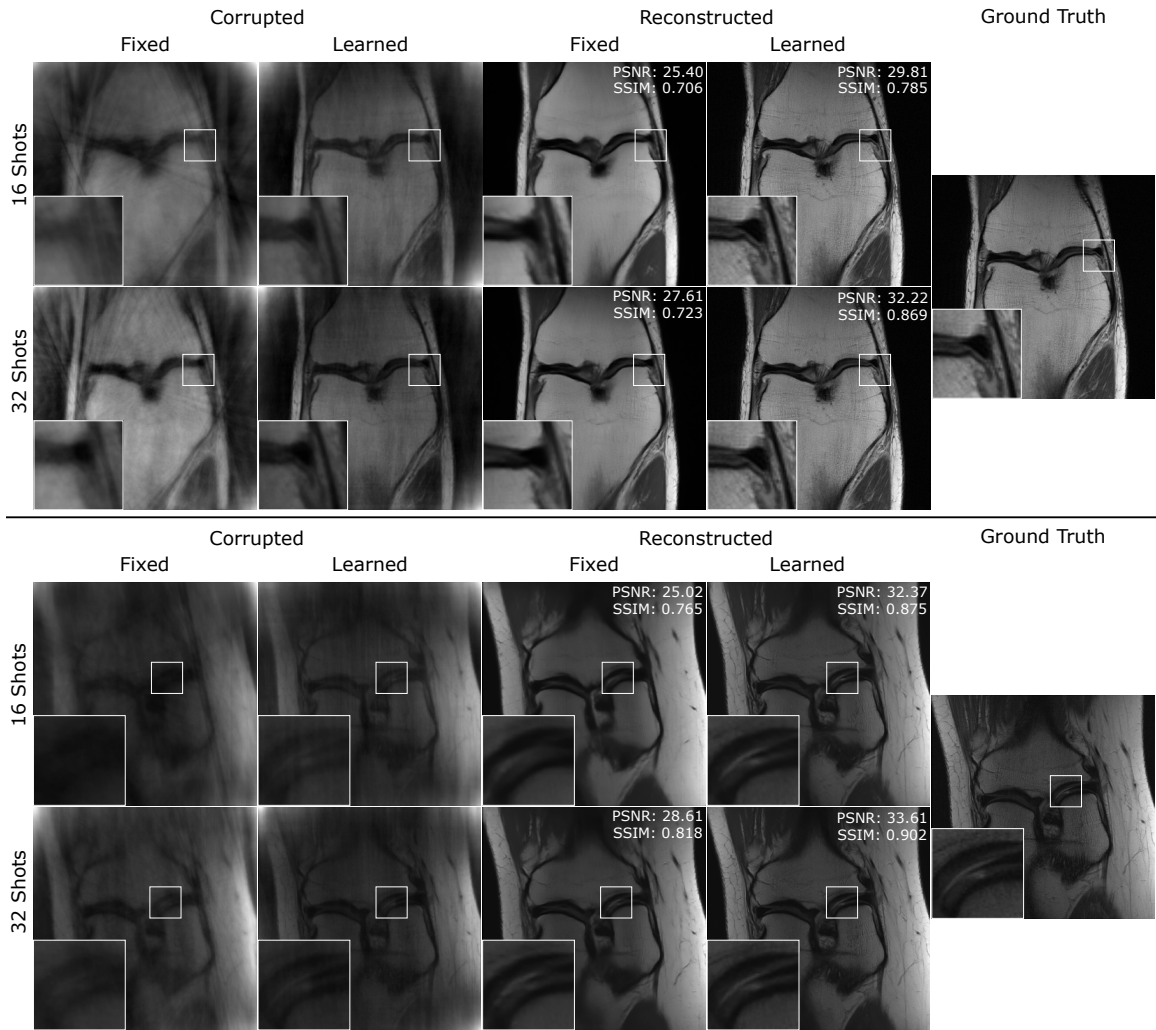 Corrupted Reconstructed Ground Truth
Fixed Learned Fixed Learned
16 Shots
PSNR: 25.40
SSIM: 0.706
PSNR: 29.81
SSIM: 0.785
32 Shots
PSNR: 27.61
SSIM: 0.723
PSNR: 32.22
SSIM: 0.869
Corrupted Reconstructed Ground Truth
Fixed Learned Fixed Learned
16 Shots
PSNR: 25.02
SSIM: 0.765
PSNR: 32.37
SSIM: 0.875
32 Shots
PSNR: 28.61
SSIM: 0.818
PSNR: 33.61
SSIM: 0.902